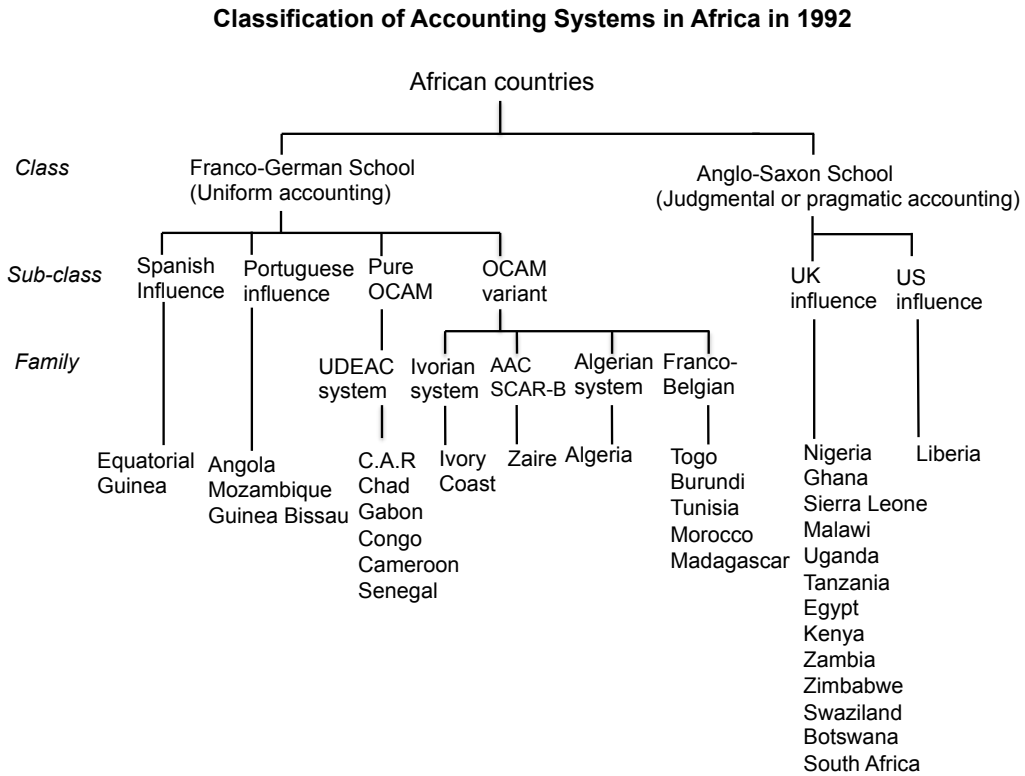 Classification of Accounting Systems in Africa in 1992
African countries
Class
Franco-German School
(Uniform accounting)
Anglo-Saxon School
(Judgmental or pragmatic accounting)
Sub-class
Spanish
Influence
Portuguese
influence
Pure
OCAM
OCAM
variant
UK
influence
US
influence
Family
UDEAC
system
Ivorian
system
AAC
SCAR-B
Algerian
system
Franco-
Belgian
Equatorial
Guinea
Angola
Mozambique
Guinea Bissau
C.A.R
Chad
Gabon
Congo
Cameroon
Senegal
Ivory
Coast
Zaire
Algeria
Togo
Burundi
Tunisia
Morocco
Madagascar
Nigeria
Ghana
Sierra Leone
Malawi
Uganda
Tanzania
Egypt
Kenya
Zambia
Zimbabwe
Swaziland
Botswana
South Africa
Liberia